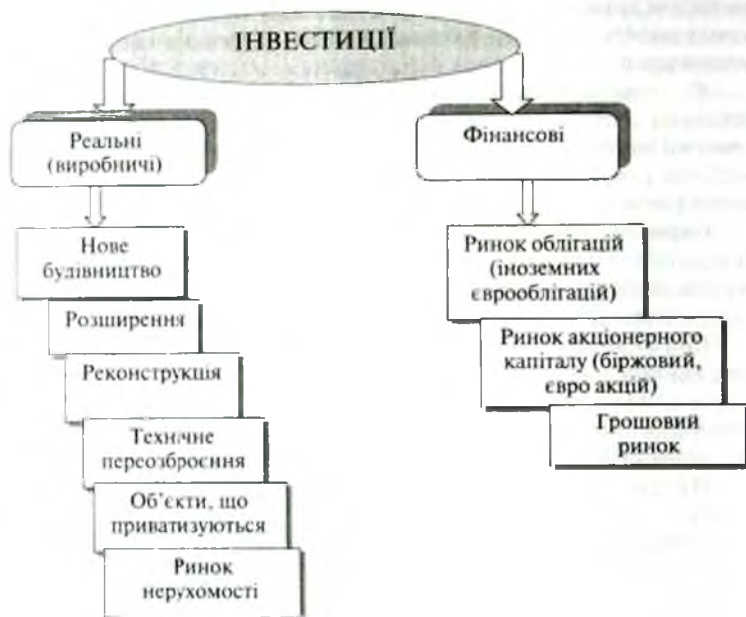 ІНВЕСТИЦІЇ
Реальні
(виробничі)
Фінансові
Нове
будівництво
Розширення
Реконструкція
Технічне
переозброєння
Об’єкти, що
приватизуються
Ринок
нерухомості
Ринок облігацій
(іноземних
єврооблігацій)
Ринок акціонерного
капіталу (біржовий,
євро акцій)
Грошовий
ринок